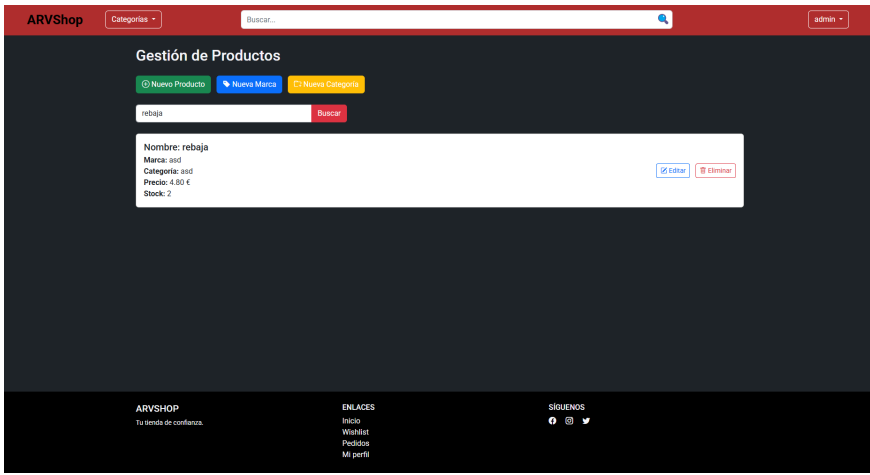 ARVShop Categorías Buscar... admin
Gestión de Productos
Nuevo Producto Nueva Marca Nueva Categoría
rebaja Buscar
Nombre: rebaja
Marca: asd
Categoría: asd
Precio: 4.80 €
Stock: 2
Editar Eliminar
ARVSHOP
Tu tienda de confianza.
ENLACES
Inicio
Wishlist
Pedidos
Mi perfil
SÍGUENOS